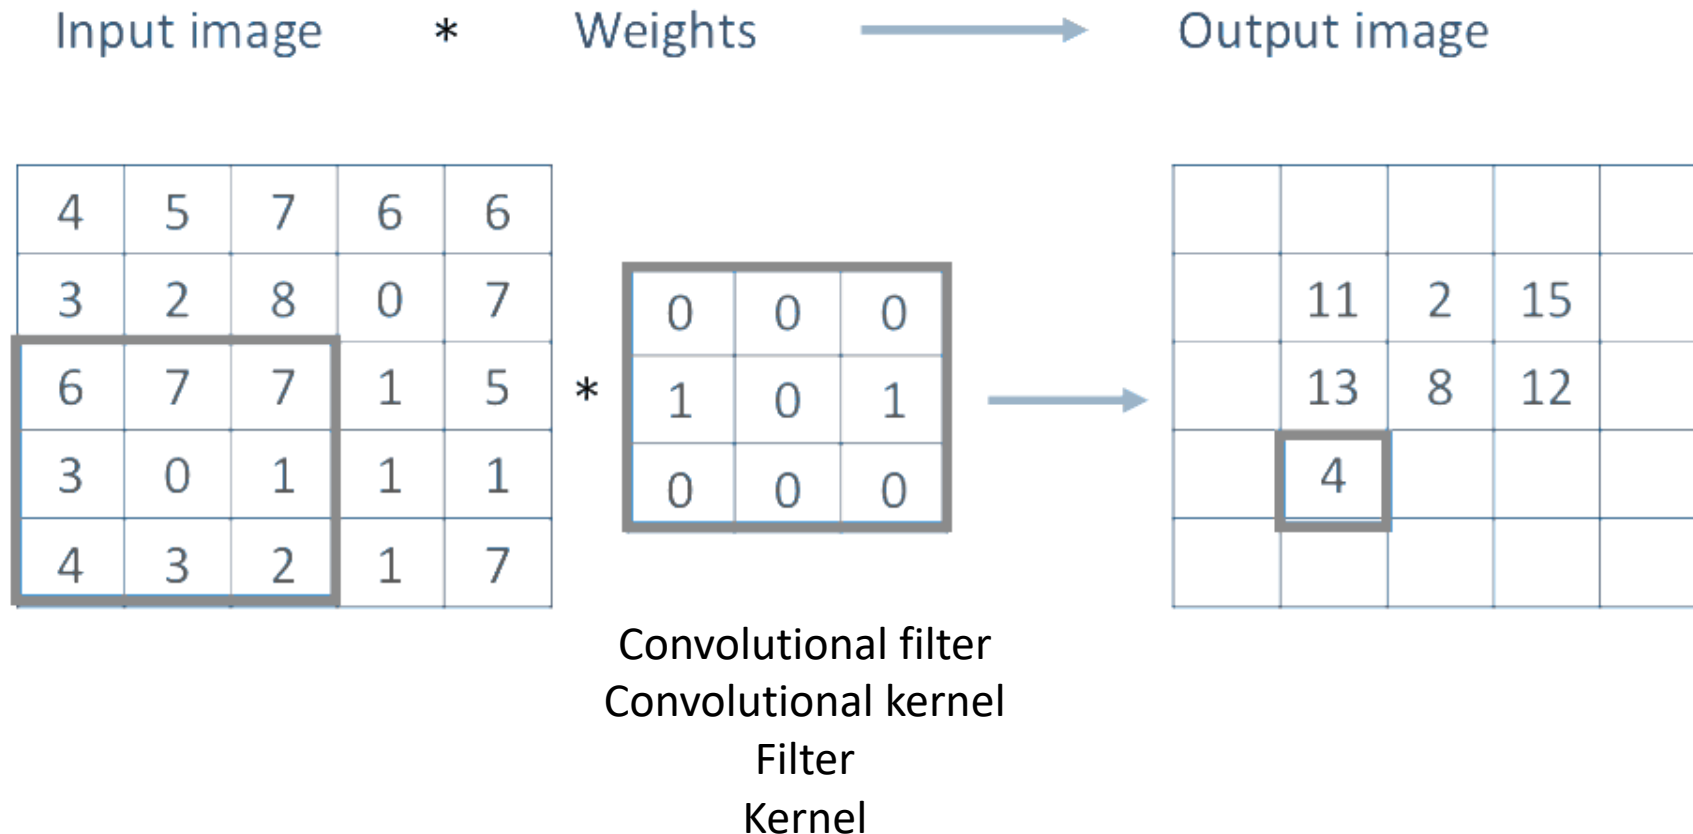 Input image * Weights Output image
4 5 7 6 6
3 2 8 0 7
6 7 7 1 5
3 0 1 1 1
4 3 2 1 7
*
0 0 0
1 0 1
0 0 0
11 2 15
13 8 12
4
Convolutional filter
Convolutional kernel
Filter
Kernel